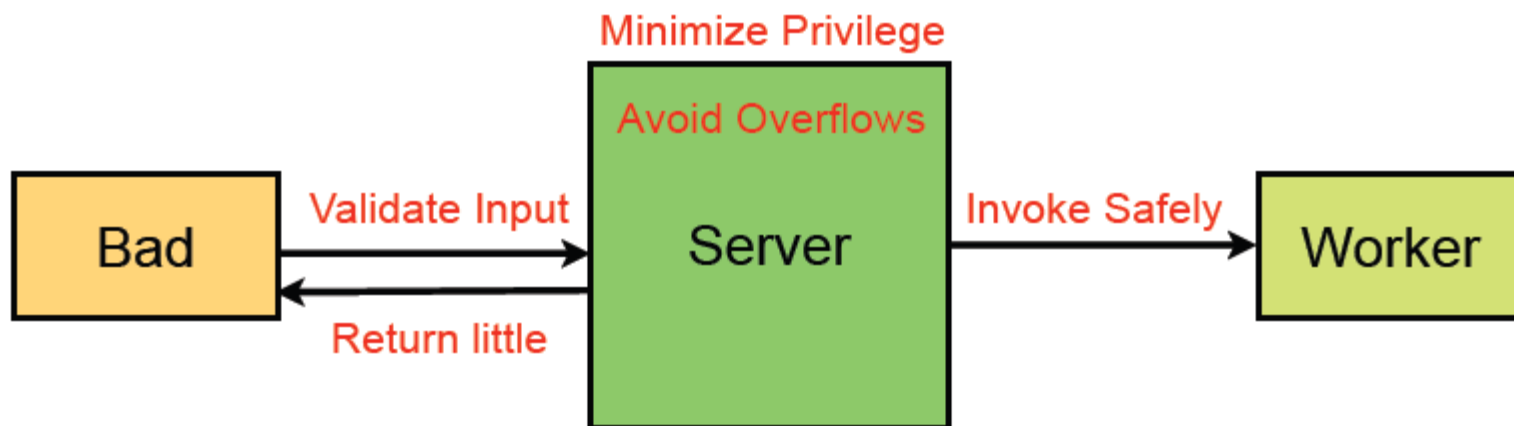 Minimize Privilege
Avoid Overflows
Validate Input
Invoke Safely
Bad
Server
Worker
Return little